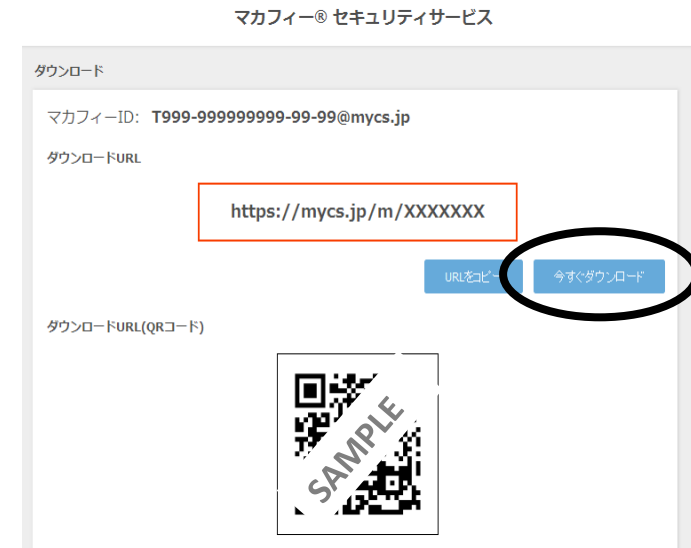 マカフィー® セキュリティサービス
ダウンロード
マカフィーID: T999-999999999-99-99@mycs.jp
ダウンロードURL
https://mycs.jp/m/XXXXXXX
URLをコピー 今すぐダウンロード
ダウンロードURL(QRコード)
SAMPLE